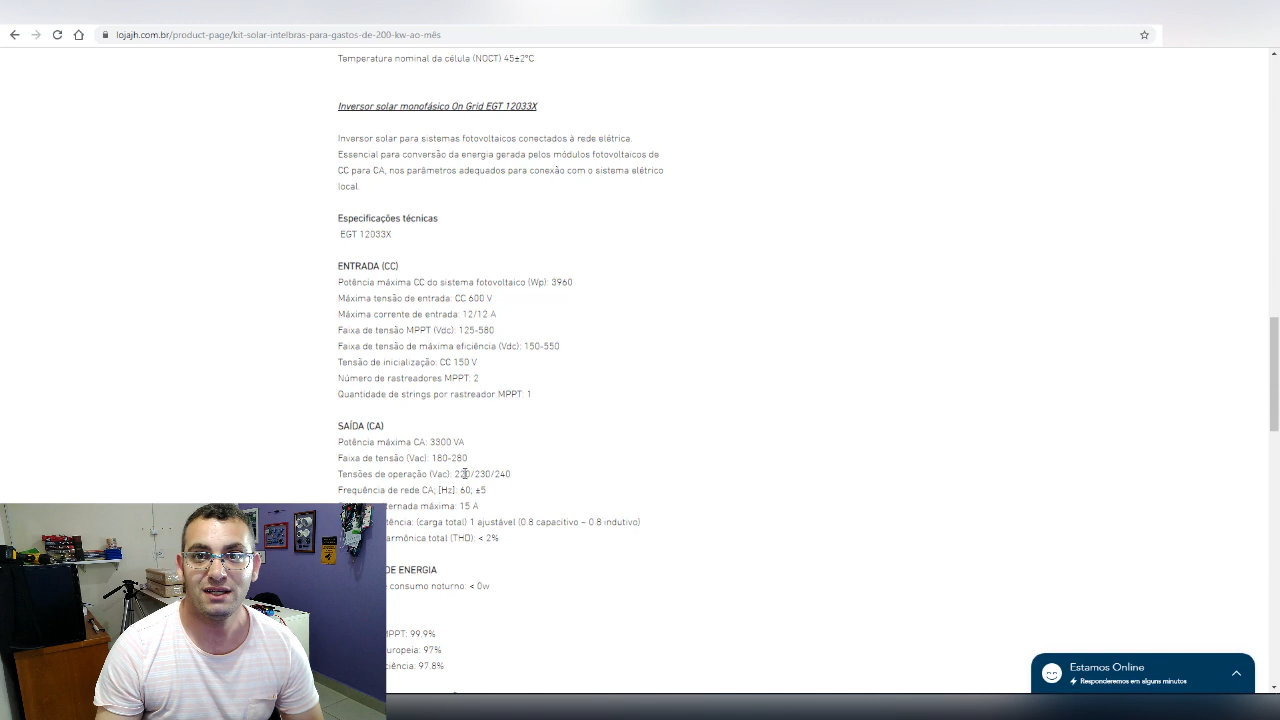 lojajh.com.br/product-page/kit-solar-intelbras-para-gastos-de-200-kw-ao-mês
Temperatura nominal da célula (NOCT) 45±2°C
Inversor solar monofásico On Grid EGT 12033X
Inversor solar para sistemas fotovoltaicos conectados à rede elétrica.
Essencial para conversão da energia gerada pelos módulos fotovoltaicos de
CC para CA, nos parâmetros adequados para conexão com o sistema elétrico
local.
Especificações técnicas
EGT 12033X
ENTRADA (CC)
Potência máxima CC do sistema fotovoltaico (Wp): 3960
Máxima tensão de entrada: CC 600 V
Máxima corrente de entrada: 12/12 A
Faixa de tensão MPPT (Vdc): 125-580
Faixa de tensão de máxima eficiência (Vdc): 150-550
Tensão de inicialização: CC 150 V
Número de rastreadores MPPT: 2
Quantidade de strings por rastreador MPPT: 1
SAÍDA (CA)
Potência máxima CA: 3300 VA
Faixa de tensão (Vac): 180-280
Tensões de operação (Vac): 220/230/240
Frequência de rede CA; [Hz]: 60; ±5
máxima: 15 A
(carga total) 1 ajustável (0.8 capacitivo ~ 0.8 indutivo)
total (THD): < 2%
DE ENERGIA
consumo noturno: < 0w
MPPT: 99.9%
97%
97.8%
Estamos Online
Responderemos em alguns minutos